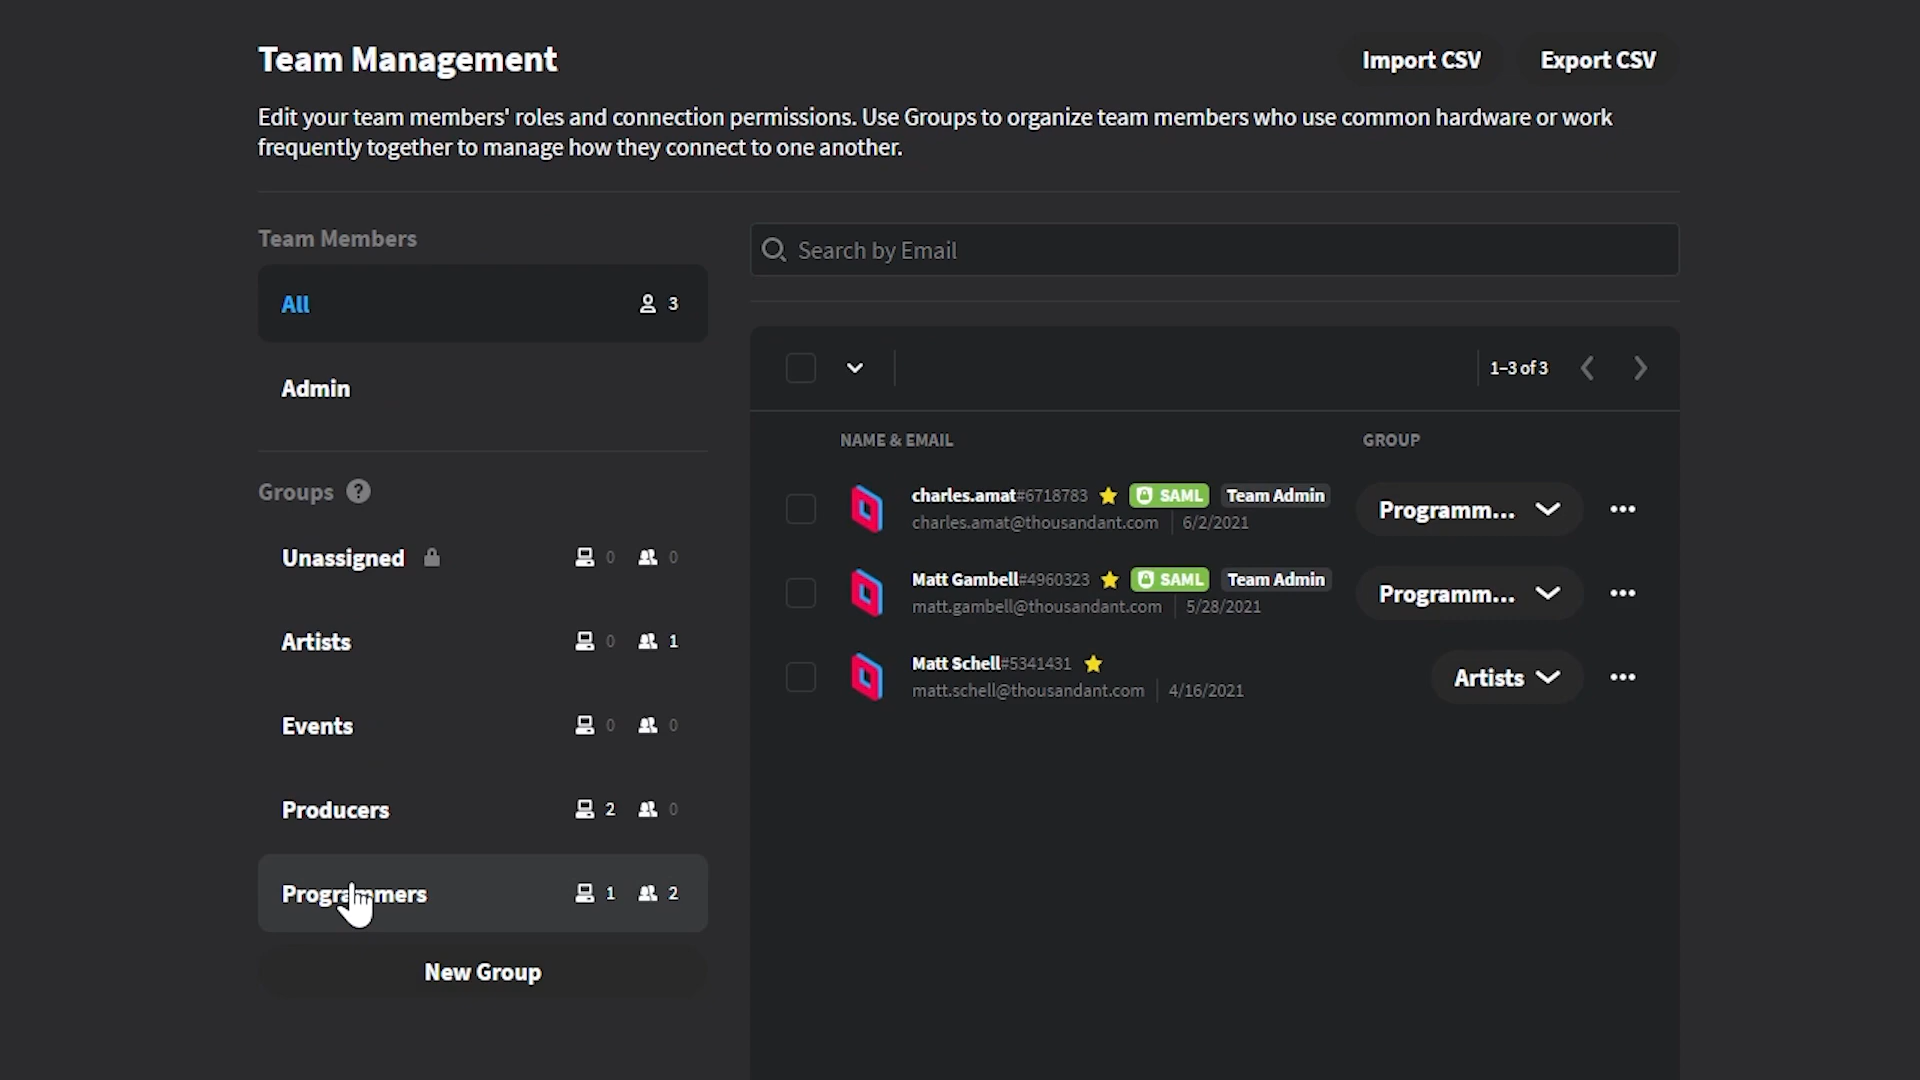 Team Management
Import CSV
Export CSV
Edit your team members' roles and connection permissions. Use Groups to organize team members who use common hardware or work
frequently together to manage how they connect to one another.
Team Members
All 3
Admin
Groups ?
Unassigned 0 0
Artists 0 1
Events 0 0
Producers 2 0
Programmers 1 2
New Group
Search by Email
1–3 of 3
NAME & EMAIL GROUP
charles.amat#6718783 SAML Team Admin
charles.amat@thousandant.com 6/2/2021
Programm...
Matt Gambell#4960323 SAML Team Admin
matt.gambell@thousandant.com 5/28/2021
Programm...
Matt Schell#5341431
matt.schell@thousandant.com 4/16/2021
Artists